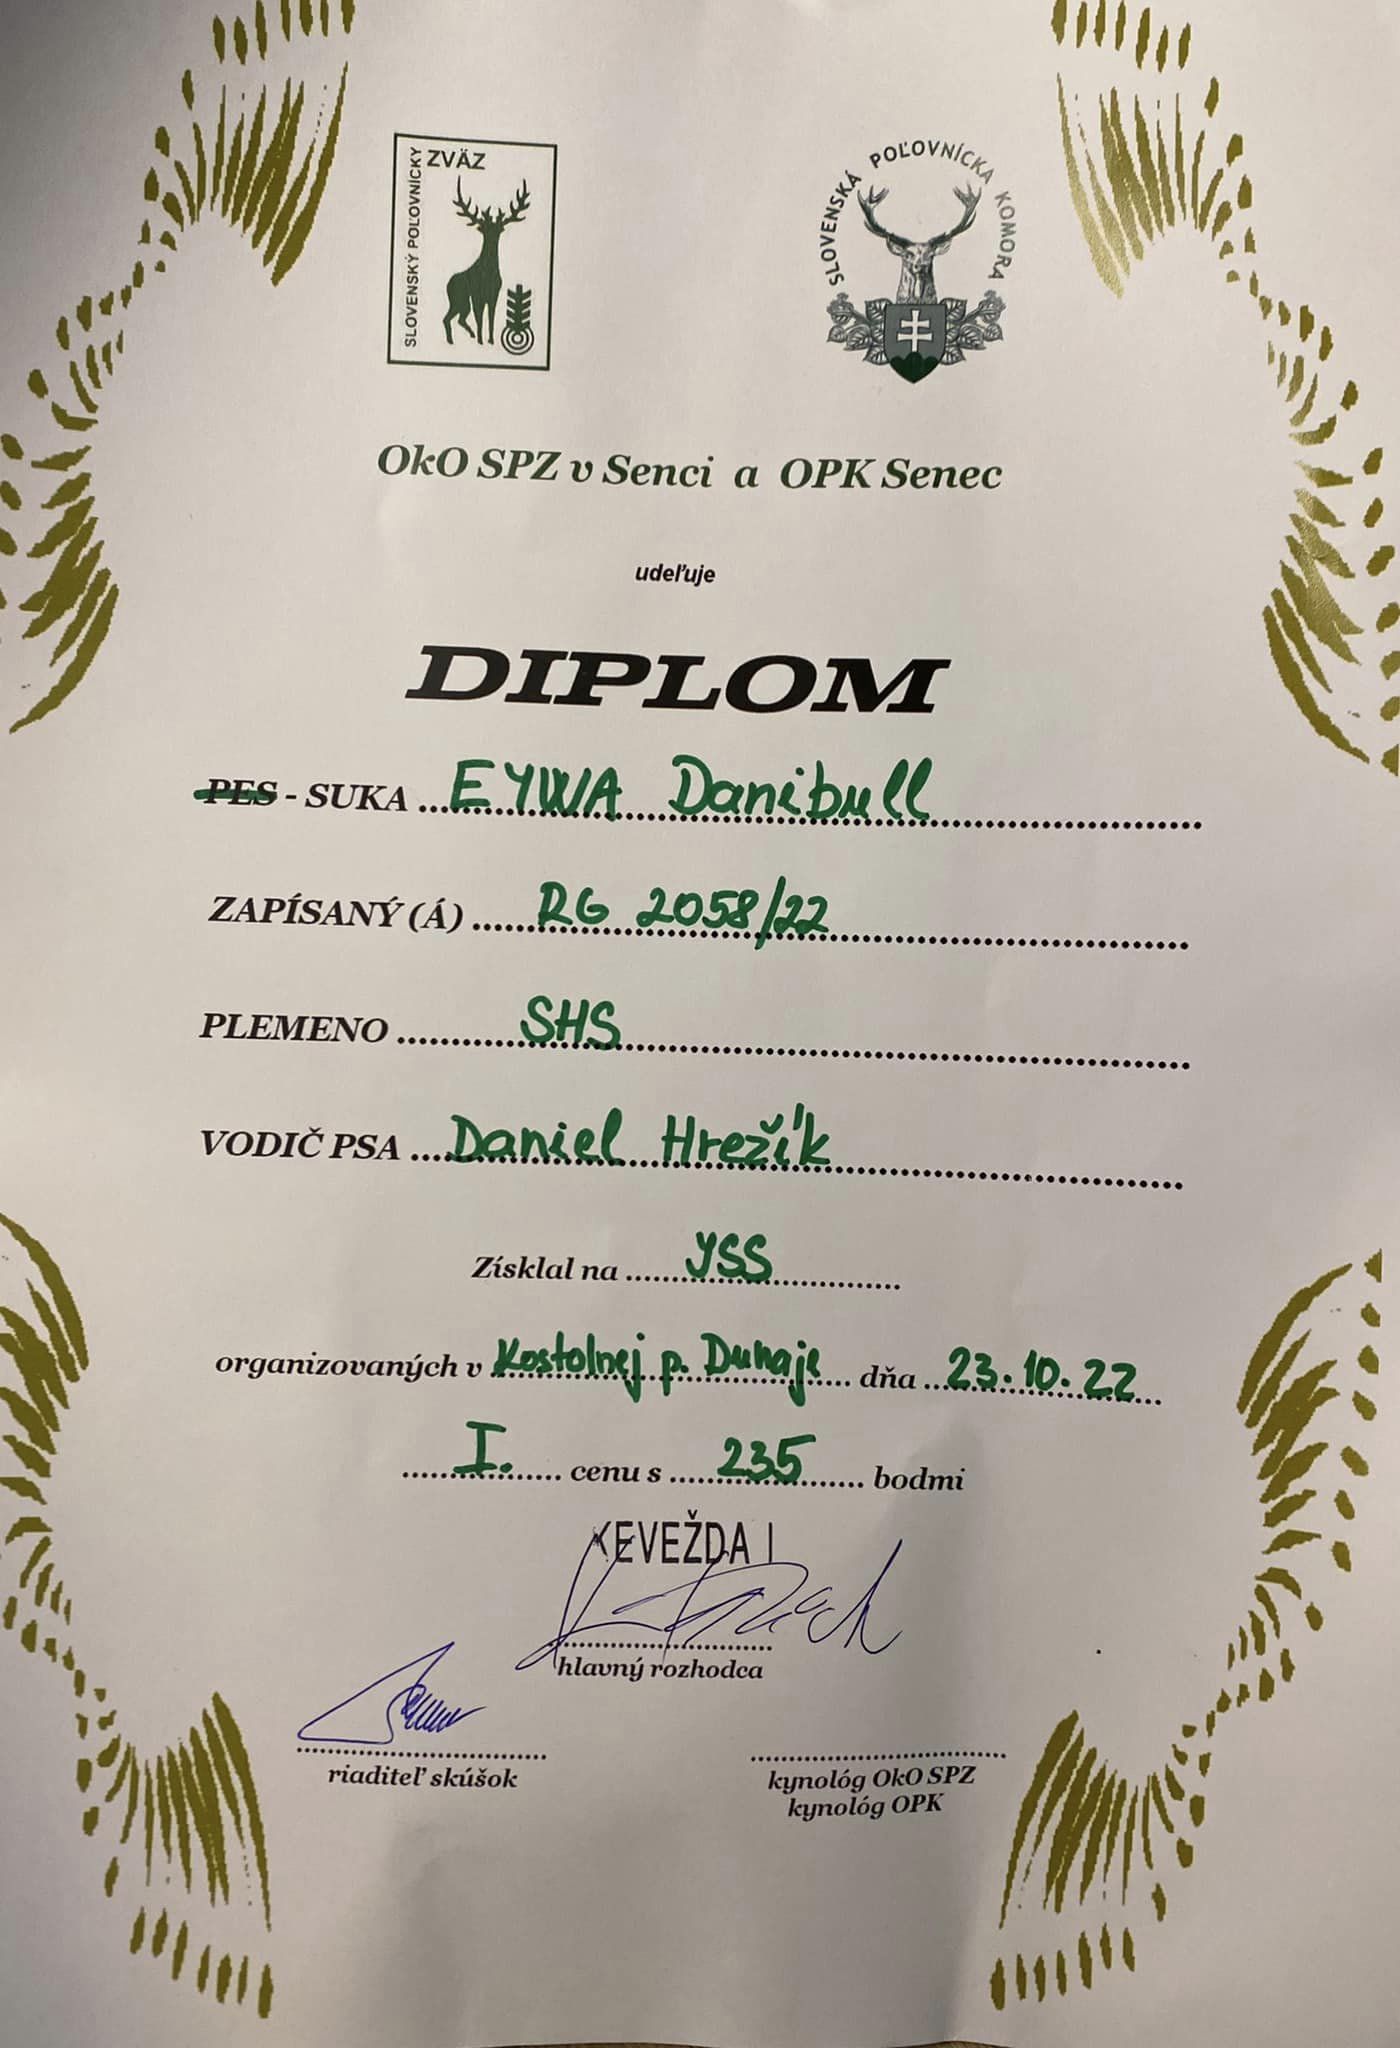 SLOVENSKÝ POĽOVNÍCKY ZVÄZ
SLOVENSKÁ POĽOVNÍCKA KOMORA
OkO SPZ v Senci a OPK Senec
udeľuje
DIPLOM
PES - SUKA EYWA Danibull
ZAPÍSANÝ (Á) RG 2058/22
PLEMENO SHS
VODIČ PSA Daniel Hrežík
Získlal na JSS
organizovaných v Kostolnej p. Dunaje dňa 23.10.22
I. cenu s 235 bodmi
KEVEŽDA
hlavný rozhodca
riaditeľ skúšok
kynológ OkO SPZ
kynológ OPK